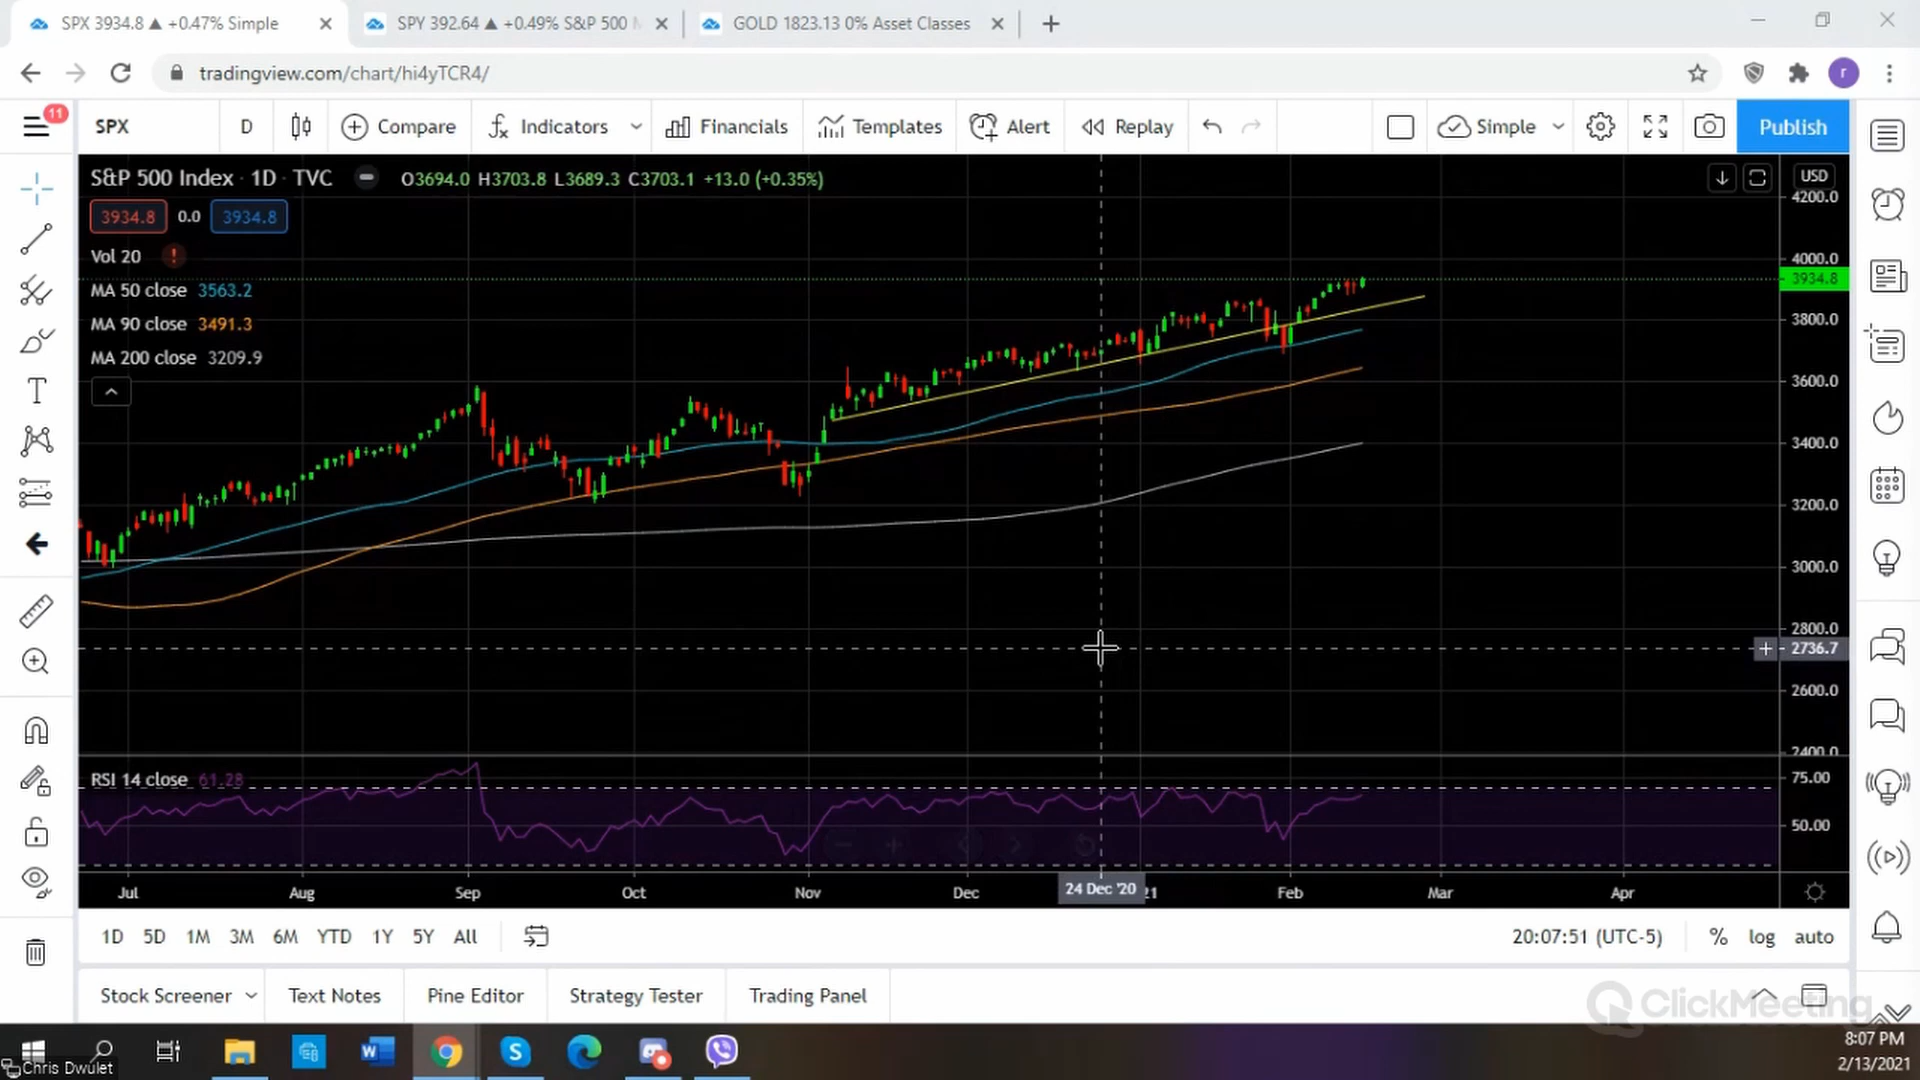 SPX 3934.8 ▲ +0.47% Simple
SPY 392.64 ▲ +0.49% S&P 500
GOLD 1823.13 0% Asset Classes
tradingview.com/chart/hi4yTCR4/
r
11
SPX
D
Compare
Indicators
Financials
Templates
Alert
Replay
Simple
Publish
S&P 500 Index · 1D · TVC
O3694.0 H3703.8 L3689.3 C3703.1 +13.0 (+0.35%)
USD
3934.8 0.0 3934.8
Vol 20
MA 50 close 3563.2
MA 90 close 3491.3
MA 200 close 3209.9
4200.0
4000.0
3934.8
3800.0
3600.0
3400.0
3200.0
3000.0
2800.0
2736.7
2600.0
2400.0
RSI 14 close 61.28
75.00
50.00
Jul Aug Sep Oct Nov Dec 24 Dec '20 21 Feb Mar Apr
1D 5D 1M 3M 6M YTD 1Y 5Y All
20:07:51 (UTC-5) % log auto
Stock Screener Text Notes Pine Editor Strategy Tester Trading Panel
ClickMeeting
8:07 PM
2/13/2021
Chris Dwulet